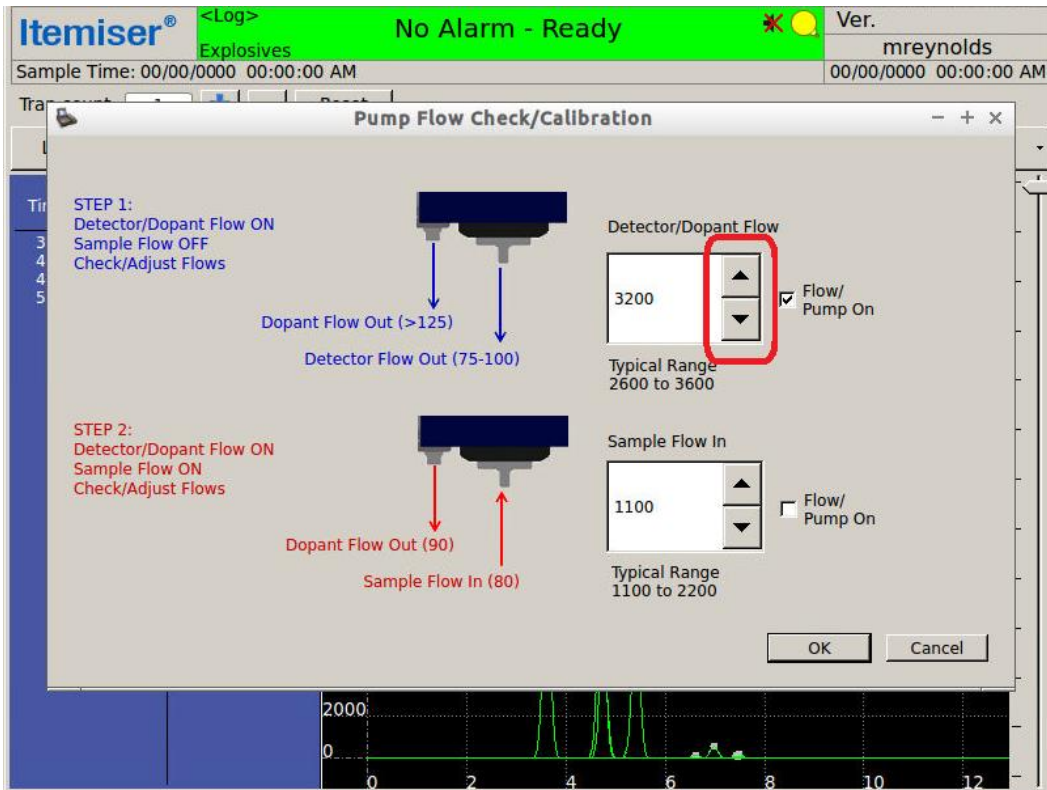 Itemiser®
<Log>
Explosives
No Alarm - Ready
Ver.
mreynolds
Sample Time: 00/00/0000 00:00:00 AM
00/00/0000 00:00:00 AM
Pump Flow Check/Calibration
STEP 1:
Detector/Dopant Flow ON
Sample Flow OFF
Check/Adjust Flows
Dopant Flow Out (>125)
Detector Flow Out (75-100)
Detector/Dopant Flow
3200
Flow/
Pump On
Typical Range
2600 to 3600
STEP 2:
Detector/Dopant Flow ON
Sample Flow ON
Check/Adjust Flows
Dopant Flow Out (90)
Sample Flow In (80)
Sample Flow In
1100
Flow/
Pump On
Typical Range
1100 to 2200
OK
Cancel
3
4
4
5
2000
0
0 2 4 6 8 10 12